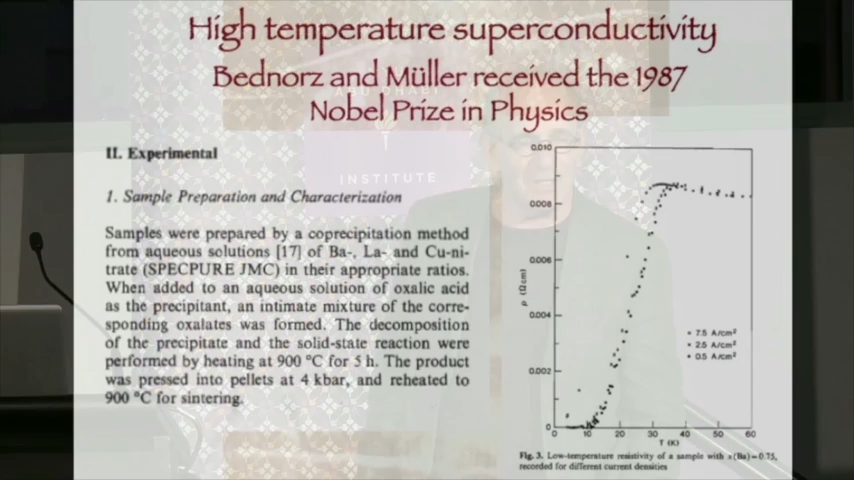 High temperature superconductivity
Bednorz and Müller received the 1987
Nobel Prize in Physics
ABU DHABI
INSTITUTE
II. Experimental
1. Sample Preparation and Characterization
Samples were prepared by a coprecipitation method
from aqueous solutions [17] of Ba-, La- and Cu-ni-
trate (SPECPURE JMC) in their appropriate ratios.
When added to an aqueous solution of oxalic acid
as the precipitant, an intimate mixture of the corre-
sponding oxalates was formed. The decomposition
of the precipitate and the solid-state reaction were
performed by heating at 900 °C for 5 h. The product
was pressed into pellets at 4 kbar, and reheated to
900 °C for sintering.
0.010
0.008
0.006
0.004
0.002
0
ρ (Ωcm)
• 7.5 A/cm²
• 2.5 A/cm²
• 0.5 A/cm²
0 10 20 30 40 50 60
T (K)
Fig. 3. Low-temperature resistivity of a sample with x(Ba)=0.75,
recorded for different current densities